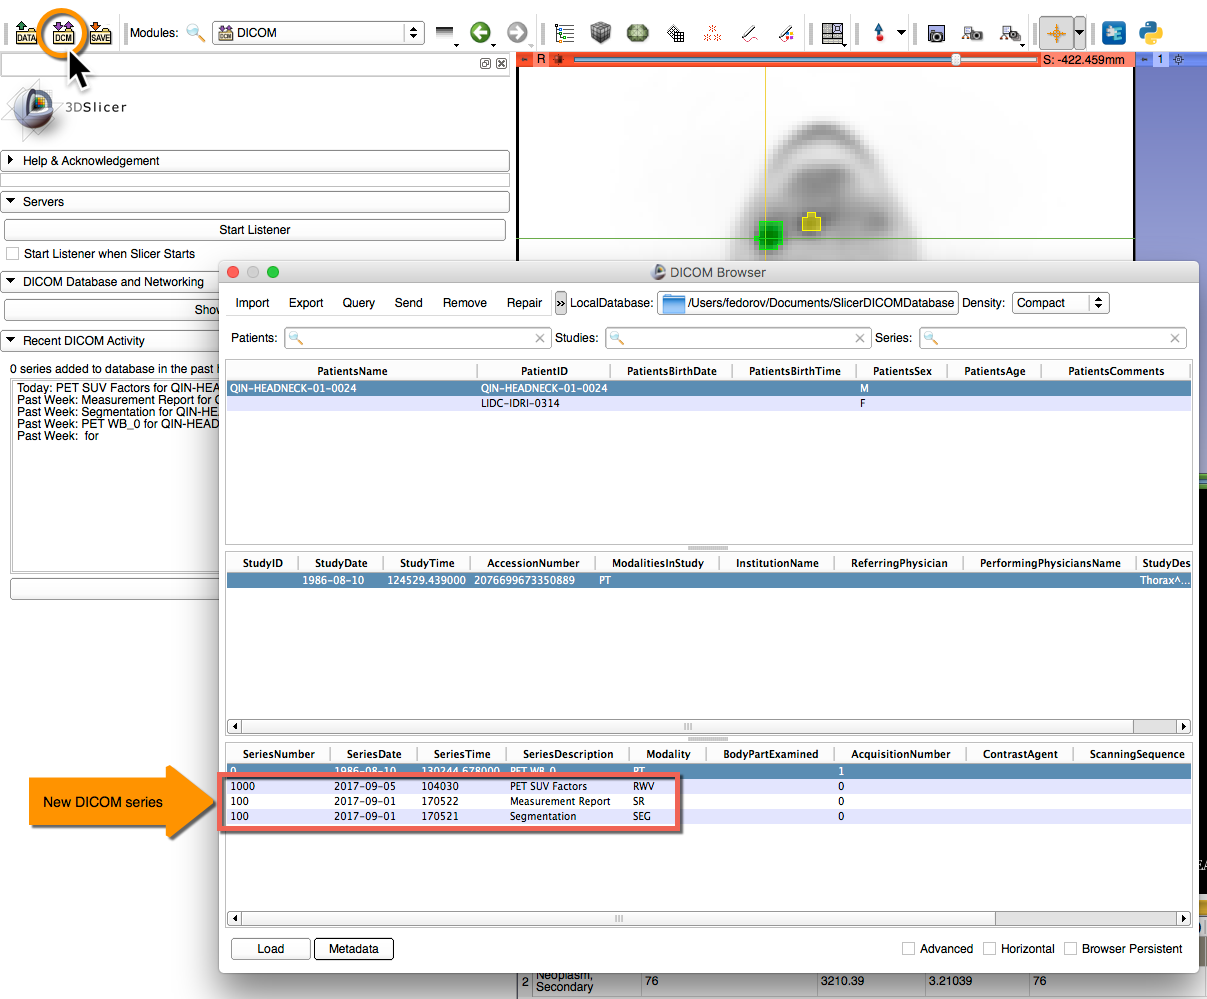 DATA DCM SAVE Modules: DCM DICOM
R S: -422.459mm 1
3DSlicer
Help & Acknowledgement
Servers
Start Listener
Start Listener when Slicer Starts
DICOM Database and Networking
Recent DICOM Activity
0 series added to database in the past
Today: PET SUV Factors for QIN-HEA
Past Week: Measurement Report for
Past Week: Segmentation for QIN-HE
Past Week: PET WB_0 for QIN-HEAD
Past Week: for
DICOM Browser
Import Export Query Send Remove Repair » LocalDatabase: /Users/fedorov/Documents/SlicerDICOMDatabase Density: Compact
Patients: Studies: Series:
PatientsName PatientID PatientsBirthDate PatientsBirthTime PatientsSex PatientsAge PatientsComments
QIN-HEADNECK-01-0024 QIN-HEADNECK-01-0024 M
LIDC-IDRI-0314 F
StudyID StudyDate StudyTime AccessionNumber ModalitiesInStudy InstitutionName ReferringPhysician PerformingPhysiciansName StudyDes
1986-08-10 124529.439000 2076699673350889 PT Thorax^...
SeriesNumber SeriesDate SeriesTime SeriesDescription Modality BodyPartExamined AcquisitionNumber ContrastAgent ScanningSequence
0 1986-08-10 130244.678000 PET WB_0 PT 1
1000 2017-09-05 104030 PET SUV Factors RWV 0
100 2017-09-01 170522 Measurement Report SR 0
100 2017-09-01 170521 Segmentation SEG 0
New DICOM series
Load Metadata Advanced Horizontal Browser Persistent
2 Neoplasm, 76 3210.39 3.21039 76
Secondary